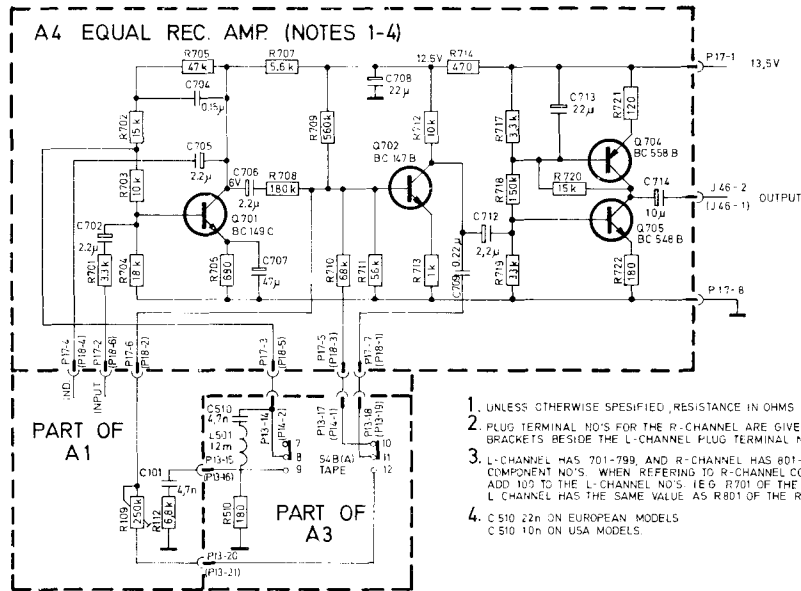 A4 EQUAL REC. AMP. (NOTES 1-4)
R705
47k
C704
0.15µ
R707
5.6k
12.5V
R714
470
C708
22µ
P17-1
13,5V
R702
15k
C705
2.2µ
R709
560k
R712
10k
R717
3.3k
C713
22µ
R721
120
R703
10k
C706
6V
2.2µ
R708
180k
Q702
BC 147 B
Q704
BC 558 B
R718
150k
R720
15k
C714
10µ
J46-2
(J46-1)
OUTPUT
C702
2.2µ
R701
3.3k
R704
18k
Q701
BC 149 C
R706
680
C707
47µ
R710
68k
R711
56k
R713
1k
C709
0.22µ
C712
2,2µ
R719
33k
Q705
BC 548 B
R722
180
P17-8
P17-4
(P18-4)
P17-2
(P18-6)
P17-6
(P18-2)
P17-3
(P18-5)
P17-5
(P18-3)
P17-7
(P18-1)
IND.
INPUT
PART OF
A1
C510
4,7n
L501
12m
P13-14
(P14-2)
P13-17
(P14-1)
P13-18
(P13-19)
7
8
9
S4B(A)
TAPE
10
11
12
P13-15
(P13-16)
C101
4,7n
R109
250k
R112
6,8k
R510
180
PART OF
A3
P13-20
(P13-21)
1. UNLESS OTHERWISE SPESIFIED, RESISTANCE IN OHMS
2. PLUG TERMINAL NO'S FOR THE R-CHANNEL ARE GIVE
BRACKETS BESIDE THE L-CHANNEL PLUG TERMINAL N
3. L-CHANNEL HAS 701-799, AND R-CHANNEL HAS 801-
COMPONENT NO'S. WHEN REFERING TO R-CHANNEL CO
ADD 100 TO THE L-CHANNEL NO'S. (EG R701 OF THE
L CHANNEL HAS THE SAME VALUE AS R801 OF THE R
4. C510 22n ON EUROPEAN MODELS
C510 10n ON USA MODELS.